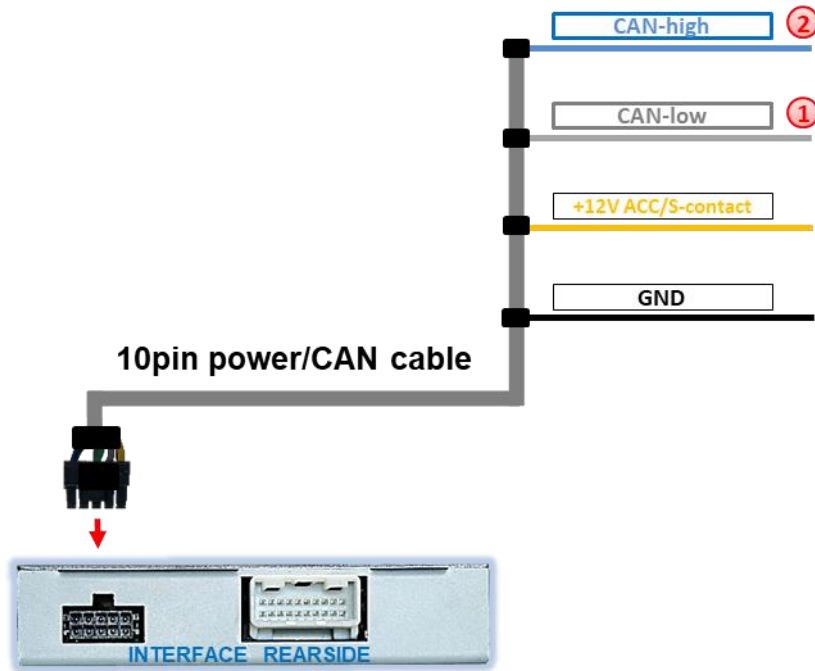 CAN-high 2
CAN-low 1
+12V ACC/S-contact
GND
10pin power/CAN cable
INTERFACE REARSIDE